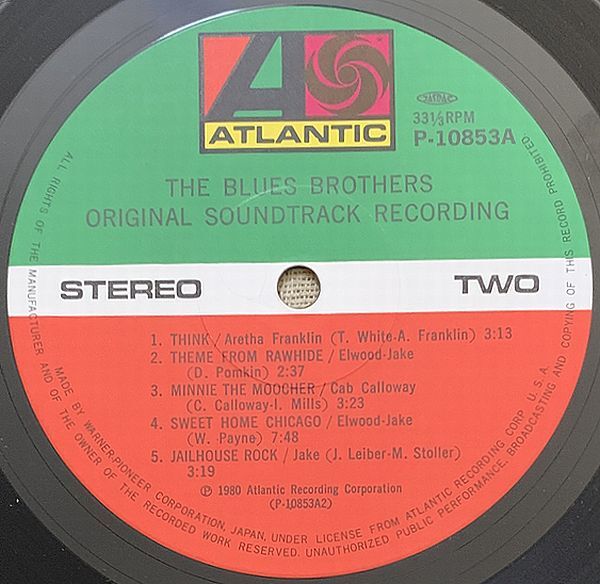 A
ATLANTIC
JASRAC
33⅓RPM
P-10853A
THE BLUES BROTHERS
ORIGINAL SOUNDTRACK RECORDING
STEREO
TWO
1. THINK/Aretha Franklin (T. White-A. Franklin) 3:13
2. THEME FROM RAWHIDE/Elwood-Jake
(D. Pomkin) 2:37
3. MINNIE THE MOOCHER/Cab Calloway
(C. Calloway-I. Mills) 3:23
4. SWEET HOME CHICAGO/Elwood-Jake
(W. Payne) 7:48
5. JAILHOUSE ROCK/Jake (J. Leiber-M. Stoller)
3:19
℗ 1980 Atlantic Recording Corporation
(P-10853A2)
MADE BY WARNER-PIONEER CORPORATION, JAPAN, UNDER LICENSE FROM ATLANTIC RECORDING CORP. U.S.A.
ALL RIGHTS OF THE MANUFACTURER AND OF THE OWNER OF THE RECORDED WORK RESERVED. UNAUTHORIZED PUBLIC PERFORMANCE, BROADCASTING AND COPYING OF THIS RECORD PROHIBITED.